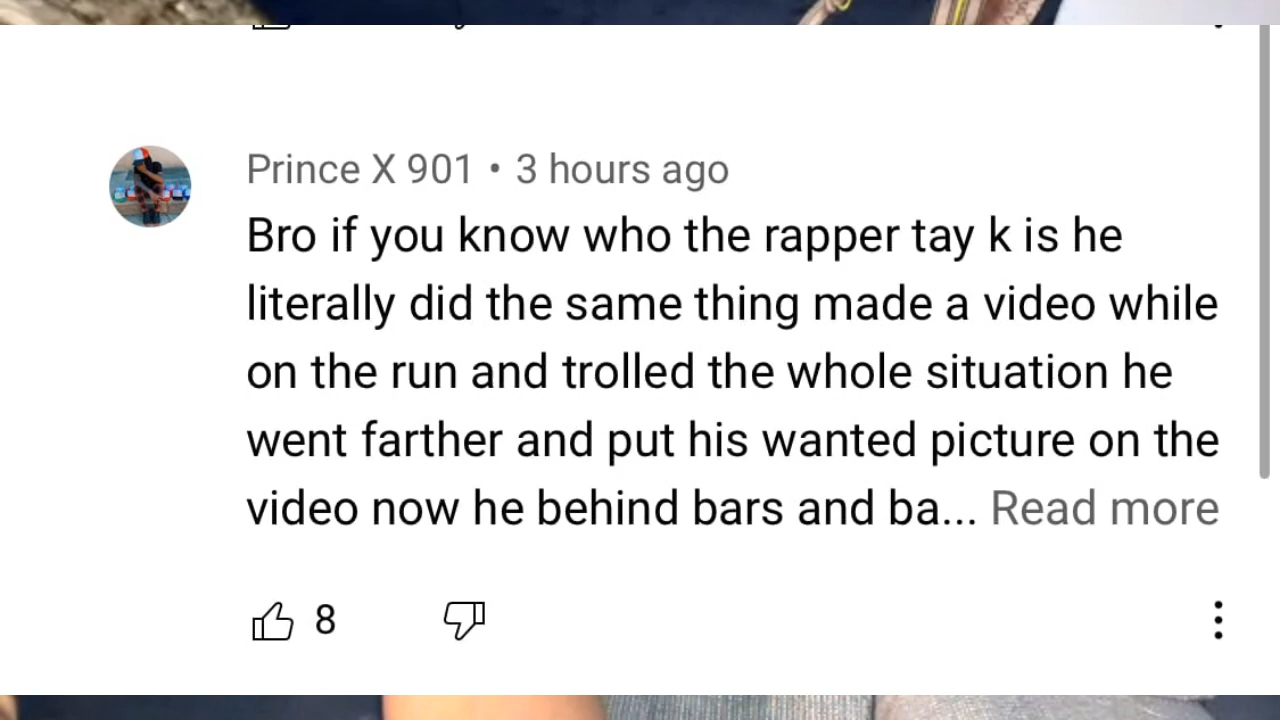 Prince X 901 • 3 hours ago
Bro if you know who the rapper tay k is he
literally did the same thing made a video while
on the run and trolled the whole situation he
went farther and put his wanted picture on the
video now he behind bars and ba... Read more
8